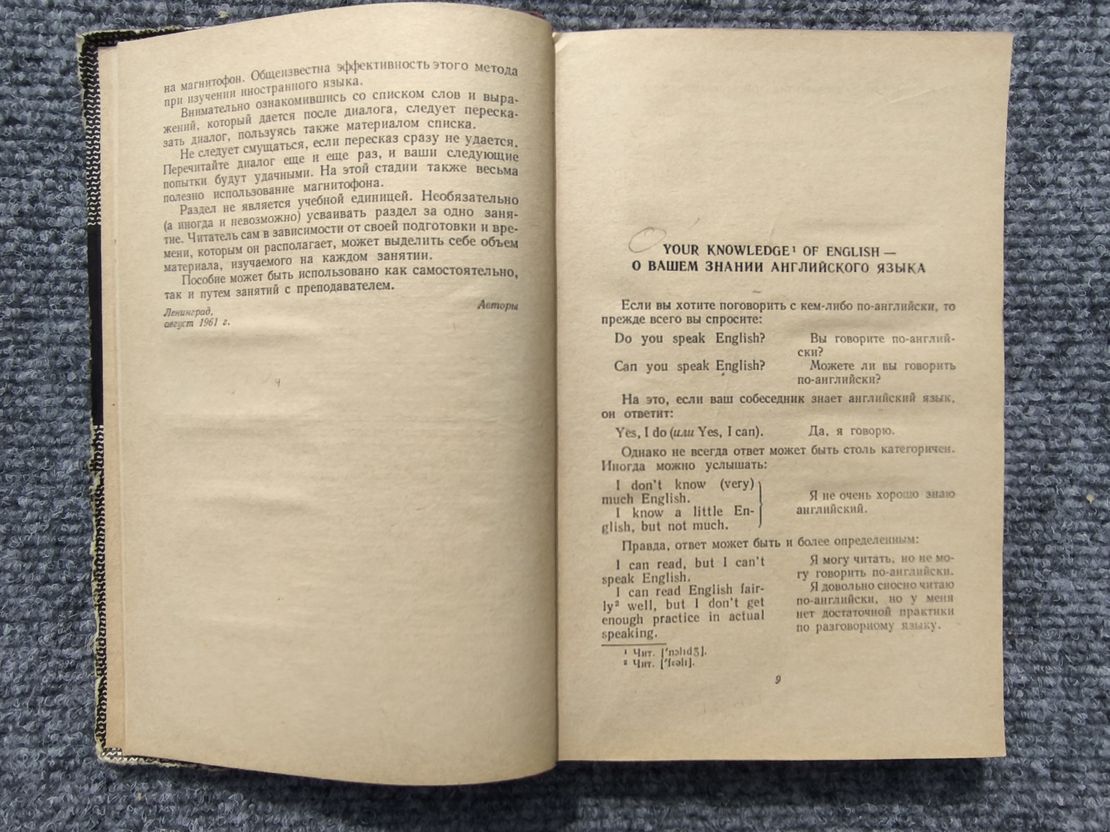 на магнитофон. Общеизвестна эффективность этого метода
при изучении иностранного языка.
Внимательно ознакомившись со списком слов и выра-
жений, который дается после диалога, следует переска-
зать диалог, пользуясь также материалом списка.
Не следует смущаться, если пересказ сразу не удается.
Перечитайте диалог еще и еще раз, и ваши следующие
попытки будут удачными. На этой стадии также весьма
полезно использование магнитофона.
Раздел не является учебной единицей. Необязательно
(а иногда и невозможно) усваивать раздел за одно заня-
тие. Читатель сам в зависимости от своей подготовки и вре-
мени, которым он располагает, может выделить себе объем
материала, изучаемого на каждом занятии.
Пособие может быть использовано как самостоятельно,
так и путем занятий с преподавателем.
Авторы
Ленинград,
август 1961 г.
YOUR KNOWLEDGE¹ OF ENGLISH —
О ВАШЕМ ЗНАНИИ АНГЛИЙСКОГО ЯЗЫКА
Если вы хотите поговорить с кем-либо по-английски, то
прежде всего вы спросите:
Do you speak English?
Вы говорите по-англий-
ски?
Can you speak English?
Можете ли вы говорить
по-английски?
На это, если ваш собеседник знает английский язык,
он ответит:
Yes, I do (или Yes, I can).
Да, я говорю.
Однако не всегда ответ может быть столь категоричен.
Иногда можно услышать:
I don't know (very)
much English.
I know a little En-
glish, but not much.
Я не очень хорошо знаю
английский.
Правда, ответ может быть и более определенным:
I can read, but I can't
speak English.
Я могу читать, но не мо-
гу говорить по-английски.
I can read English fair-
ly² well, but I don't get
enough practice in actual
speaking.
Я довольно сносно читаю
по-английски, но у меня
нет достаточной практики
по разговорному языку.
¹ Чит. ['nɔlɪdʒ].
² Чит. ['fɛəlɪ].
9